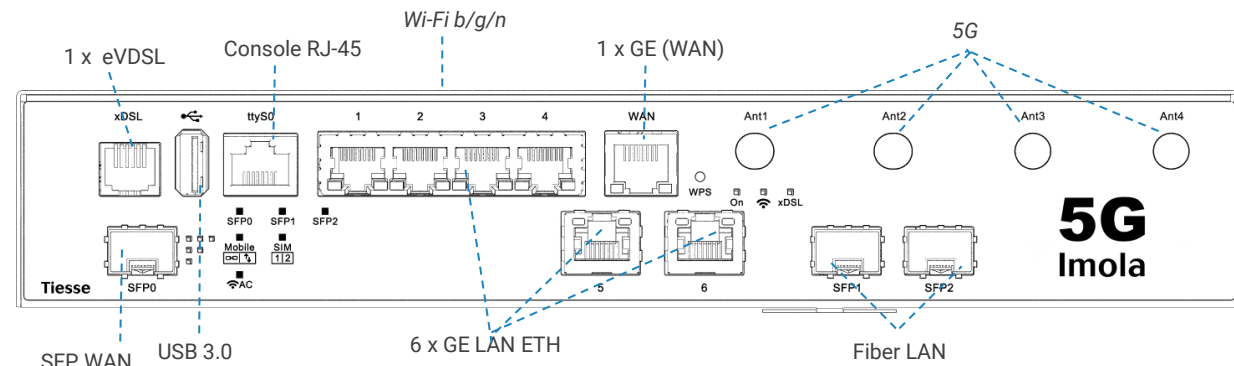 Wi-Fi b/g/n
5G
1 x eVDSL
Console RJ-45
1 x GE (WAN)
xDSL
ttyS0
1 2 3 4
WAN
Ant1
Ant2
Ant3
Ant4
WPS
On
xDSL
SFP0
SFP1
SFP2
Mobile
SIM
1 2
AC
5G
Imola
Tiesse
SFP0
5
6
SFP1
SFP2
SFP WAN
USB 3.0
6 x GE LAN ETH
Fiber LAN